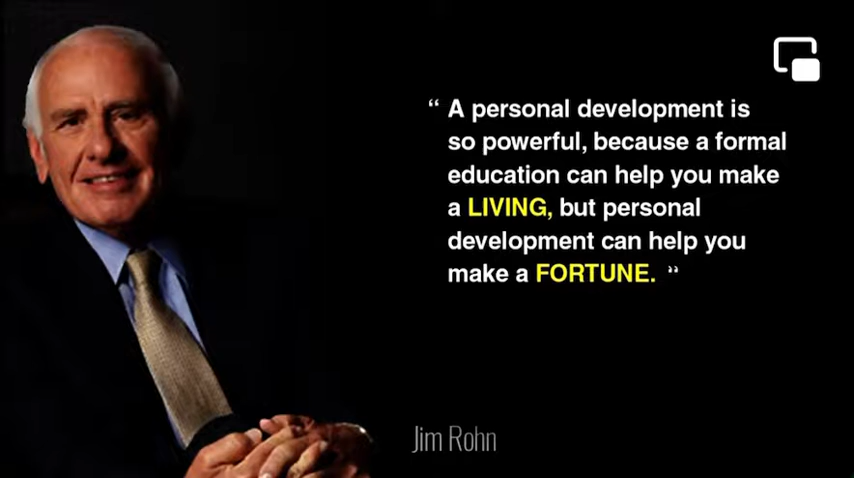 “ A personal development is
so powerful, because a formal
education can help you make
a LIVING, but personal
development can help you
make a FORTUNE. ”
Jim Rohn